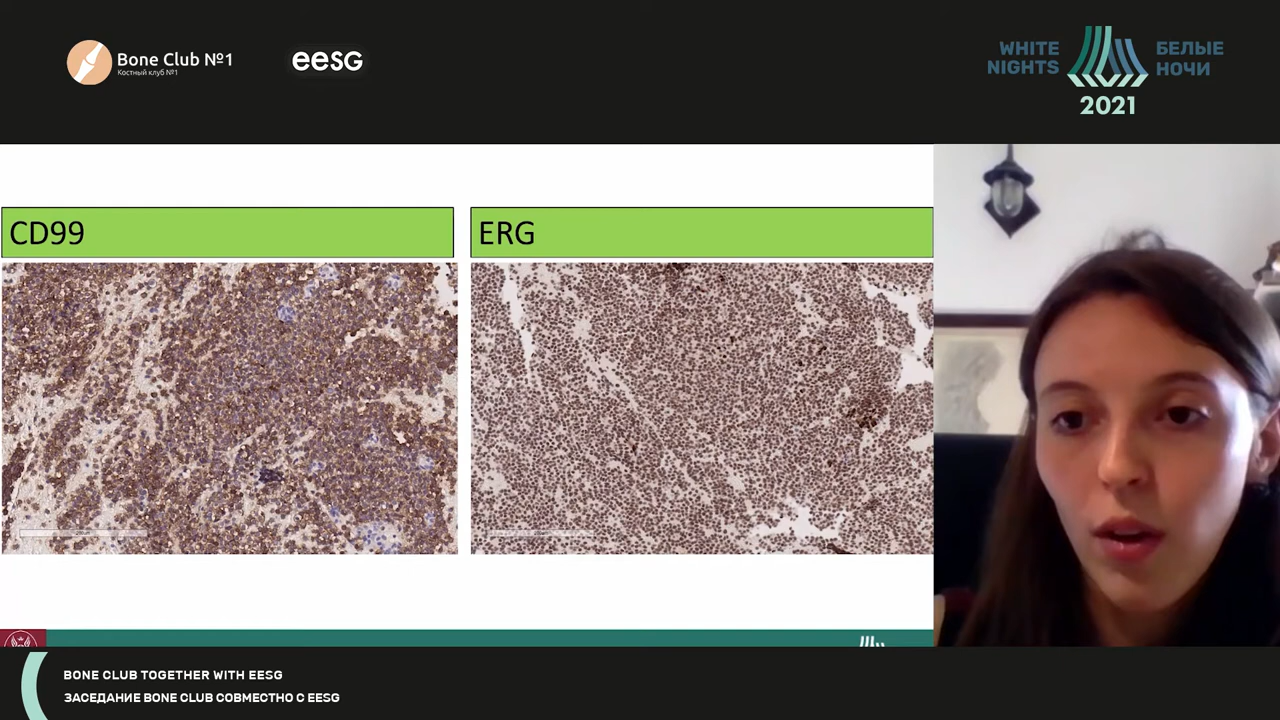 Bone Club №1
Костный клуб №1
eesg
WHITE NIGHTS
БЕЛЫЕ НОЧИ
2021
CD99
ERG
BONE CLUB TOGETHER WITH EESG
ЗАСЕДАНИЕ BONE CLUB СОВМЕСТНО С EESG